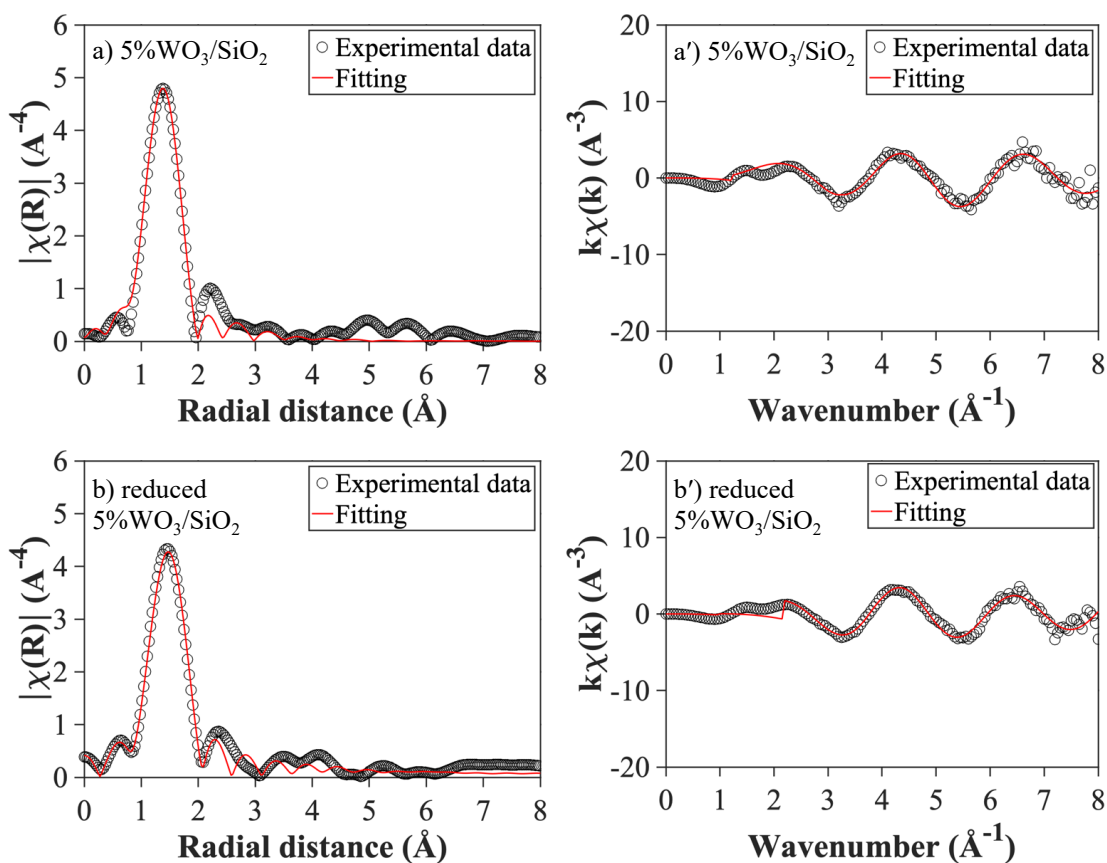 a) 5%WO₃/SiO₂
Experimental data
Fitting
6
5
4
3
2
1
0
|χ(R)| (A⁻⁴)
0 1 2 3 4 5 6 7 8
Radial distance (Å)
a′) 5%WO₃/SiO₂
Experimental data
Fitting
20
10
0
-10
-20
kχ(k) (A⁻³)
0 1 2 3 4 5 6 7 8
Wavenumber (Å⁻¹)
b) reduced
5%WO₃/SiO₂
Experimental data
Fitting
6
5
4
3
2
1
0
|χ(R)| (A⁻⁴)
0 1 2 3 4 5 6 7 8
Radial distance (Å)
b′) reduced
5%WO₃/SiO₂
Experimental data
Fitting
20
10
0
-10
-20
kχ(k) (A⁻³)
0 1 2 3 4 5 6 7 8
Wavenumber (Å⁻¹)